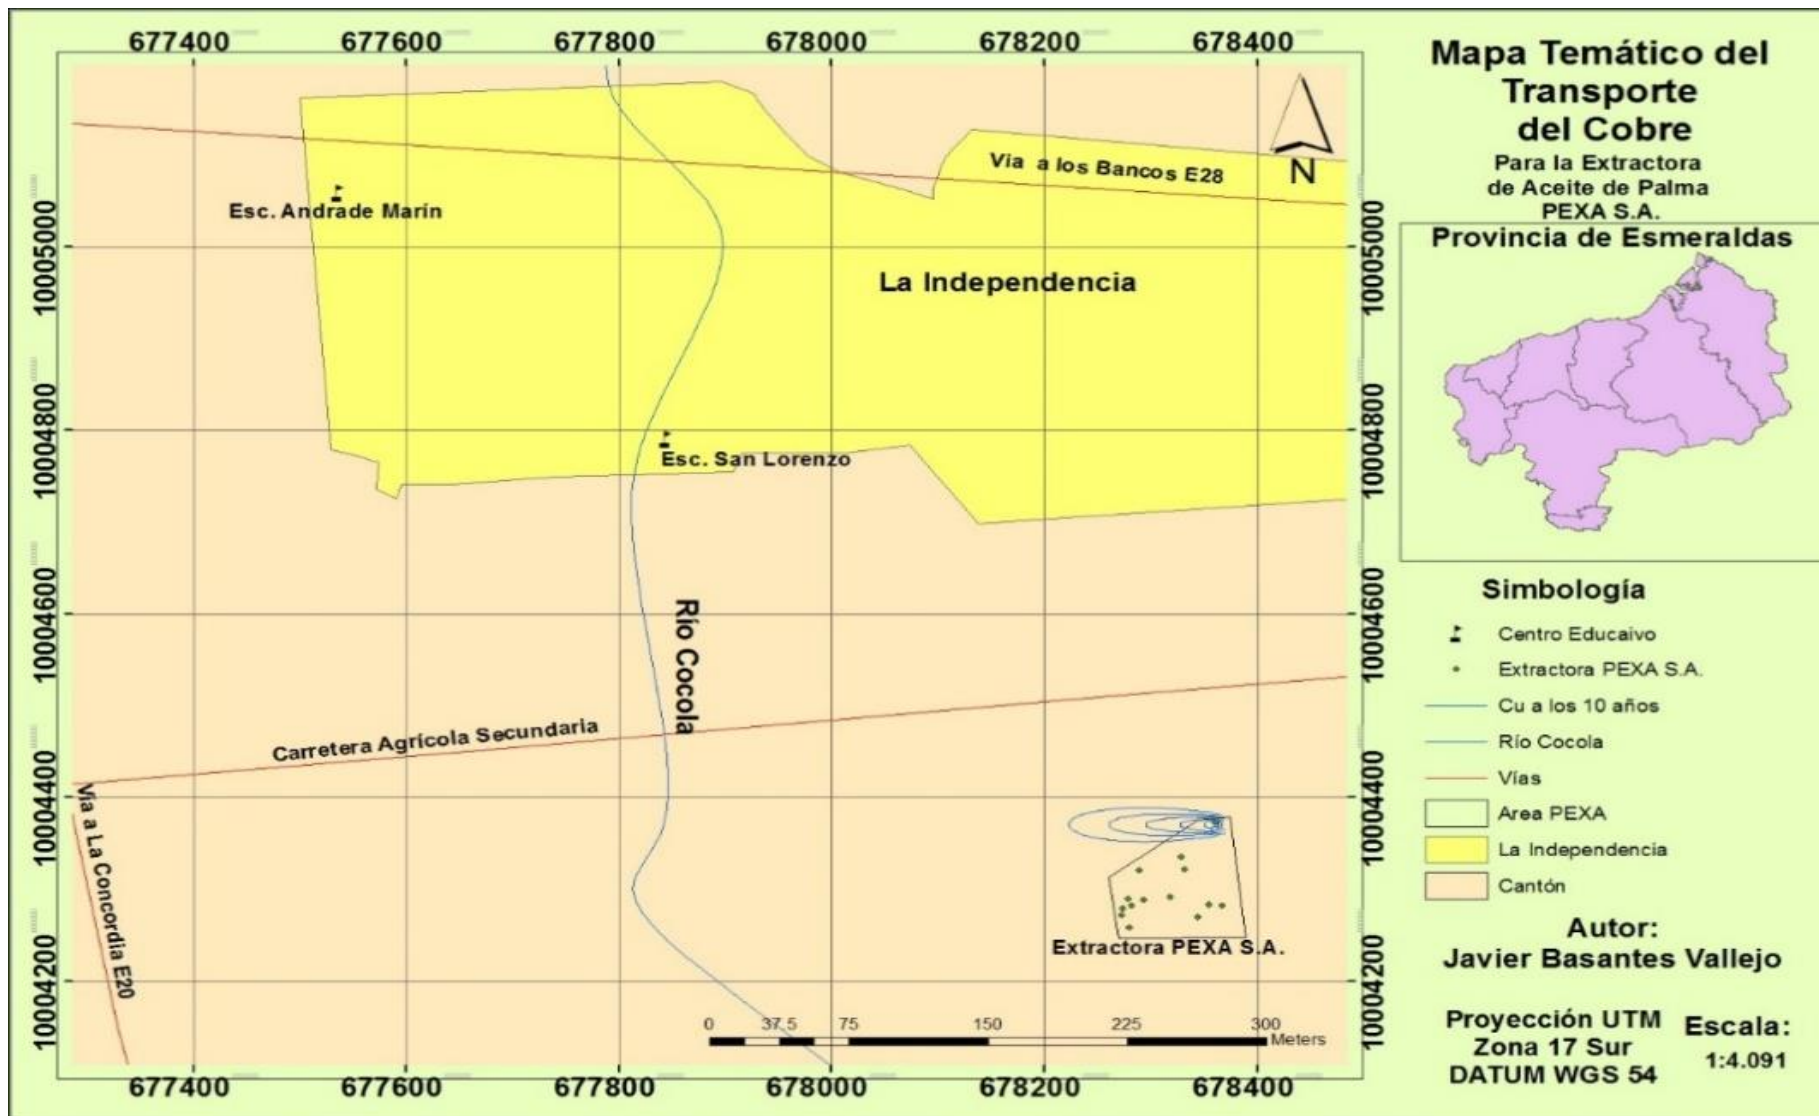 677400 677600 677800 678000 678200 678400
Mapa Temático del
Transporte
del Cobre
Para la Extractora
de Aceite de Palma
PEXA S.A.
Provincia de Esmeraldas
N
Via a los Bancos E28
Esc. Andrade Marín
La Independencia
Esc. San Lorenzo
Río Cocola
Carretera Agrícola Secundaria
Vía a La Concordia E20
Extractora PEXA S.A.
10005000
10004800
10004600
10004400
10004200
10005000
10004800
10004600
10004400
10004200
0 37,5 75 150 225 300
Meters
677400 677600 677800 678000 678200 678400
Simbología
Centro Educaivo
Extractora PEXA S.A.
Cu a los 10 años
Río Cocola
Vías
Area PEXA
La Independencia
Cantón
Autor:
Javier Basantes Vallejo
Proyección UTM
Zona 17 Sur
DATUM WGS 54
Escala:
1:4.091